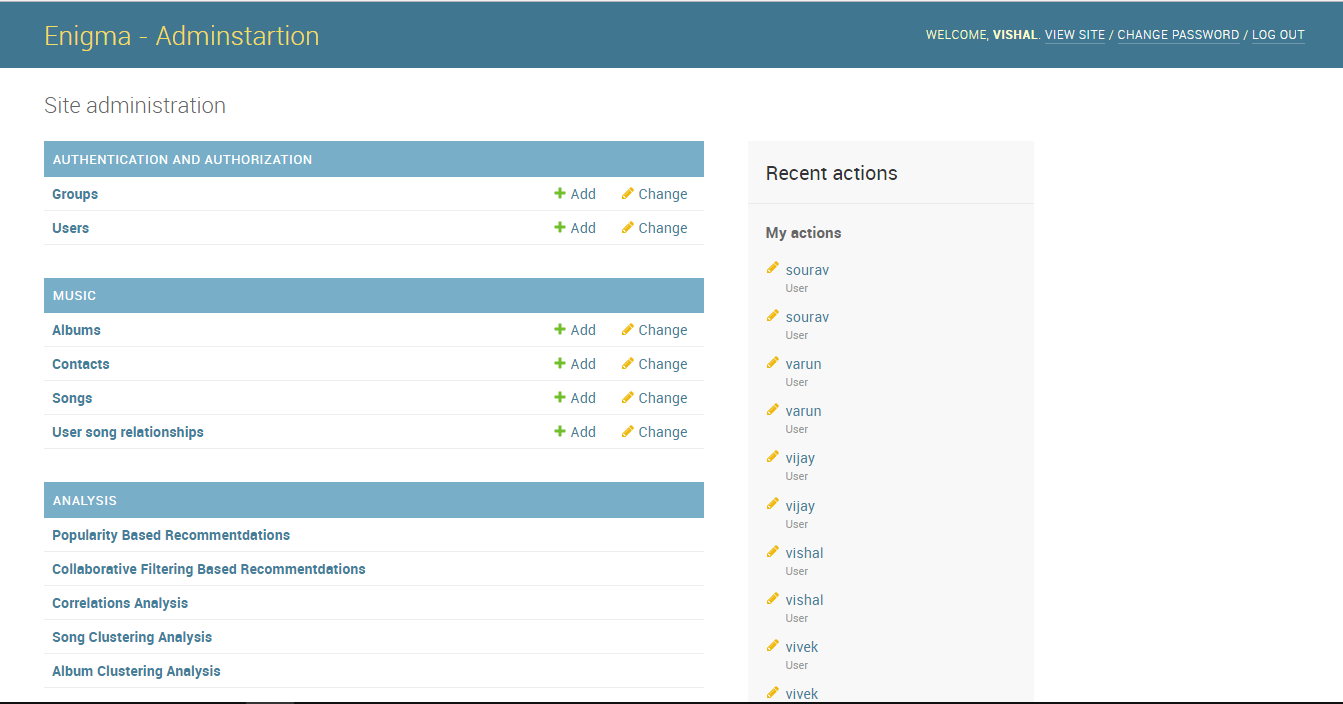 Enigma - Adminstartion
WELCOME, VISHAL. VIEW SITE / CHANGE PASSWORD / LOG OUT
Site administration
AUTHENTICATION AND AUTHORIZATION
Groups Add Change
Users Add Change
MUSIC
Albums Add Change
Contacts Add Change
Songs Add Change
User song relationships Add Change
ANALYSIS
Popularity Based Recommentdations
Collaborative Filtering Based Recommentdations
Correlations Analysis
Song Clustering Analysis
Album Clustering Analysis
Recent actions
My actions
sourav
User
sourav
User
varun
User
varun
User
vijay
User
vijay
User
vishal
User
vishal
User
vivek
User
vivek